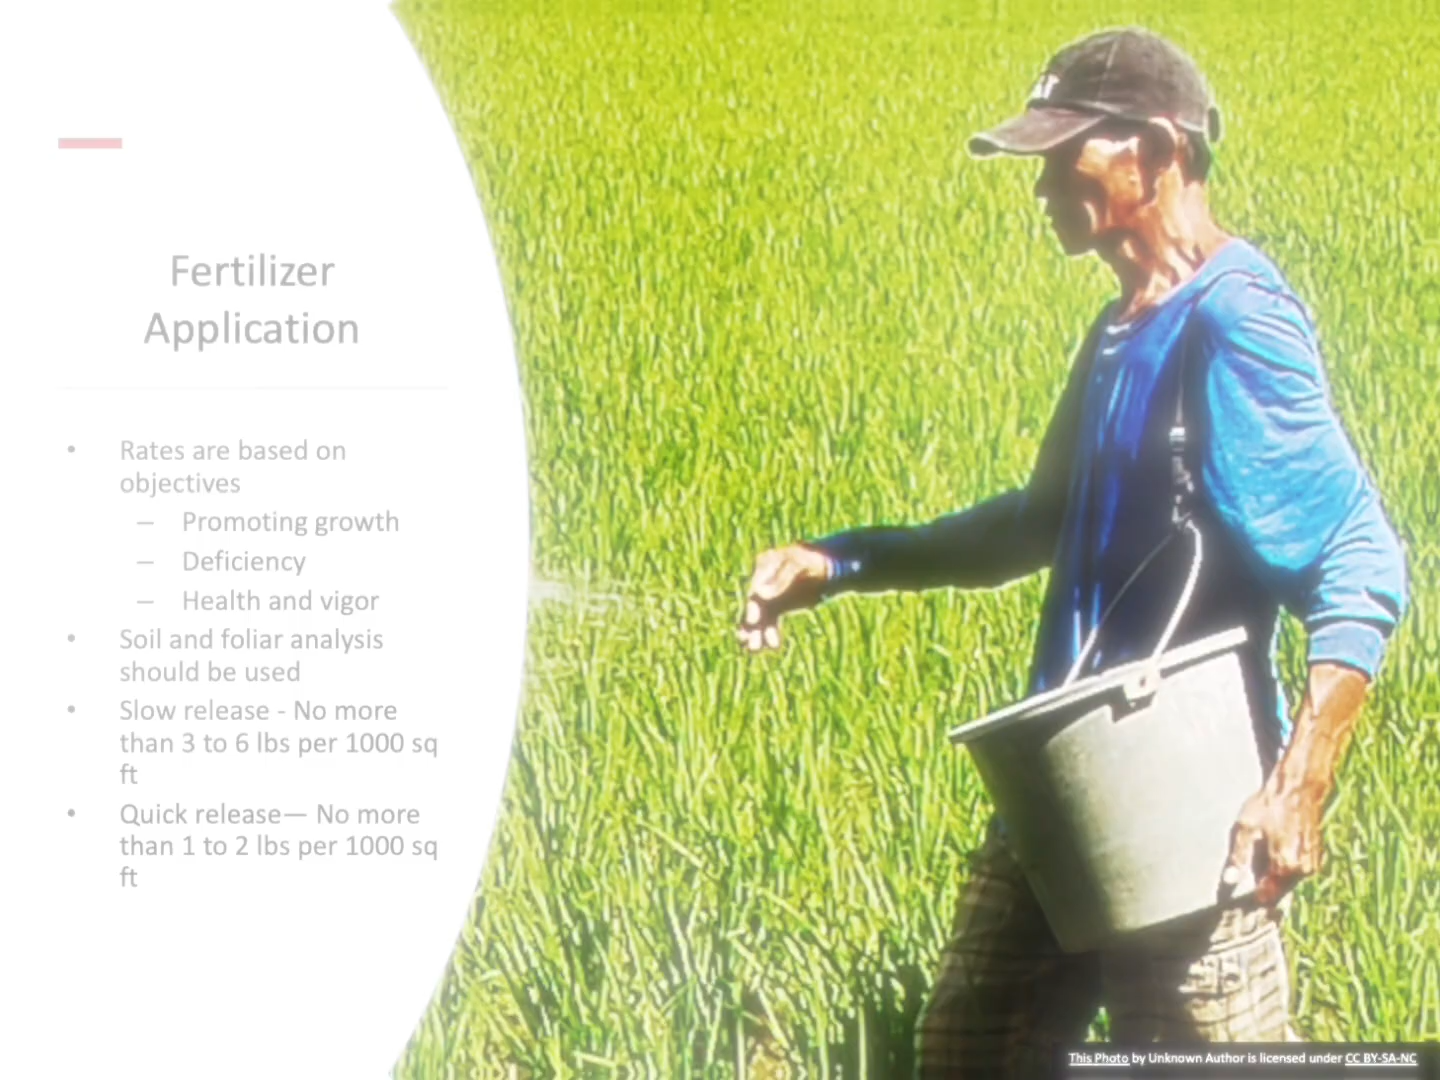 Fertilizer
Application
• Rates are based on
objectives
– Promoting growth
– Deficiency
– Health and vigor
• Soil and foliar analysis
should be used
• Slow release - No more
than 3 to 6 lbs per 1000 sq
ft
• Quick release— No more
than 1 to 2 lbs per 1000 sq
ft
This Photo by Unknown Author is licensed under CC BY-SA-NC